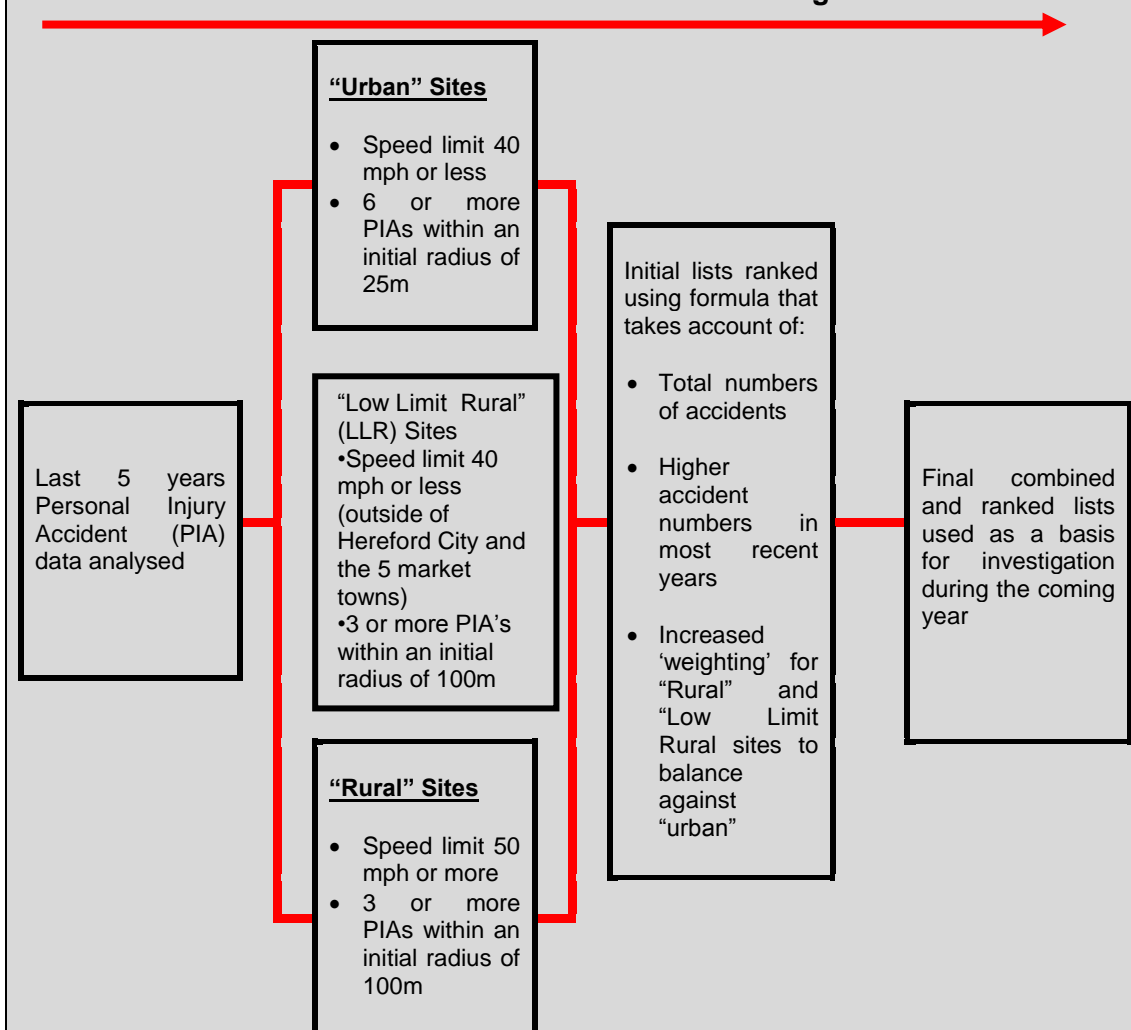 "Urban" Sites
• Speed limit 40
mph or less
• 6 or more
PIAs within an
initial radius of
25m
Last 5 years
Personal Injury
Accident (PIA)
data analysed
"Low Limit Rural"
(LLR) Sites
•Speed limit 40
mph or less
(outside of
Hereford City and
the 5 market
towns)
•3 or more PIA's
within an initial
radius of 100m
"Rural" Sites
• Speed limit 50
mph or more
• 3 or more
PIAs within an
initial radius of
100m
Initial lists ranked
using formula that
takes account of:
• Total numbers
of accidents
• Higher
accident
numbers in
most recent
years
• Increased
'weighting' for
"Rural" and
"Low Limit
Rural sites to
balance
against
"urban"
Final combined
and ranked lists
used as a basis
for investigation
during the coming
year